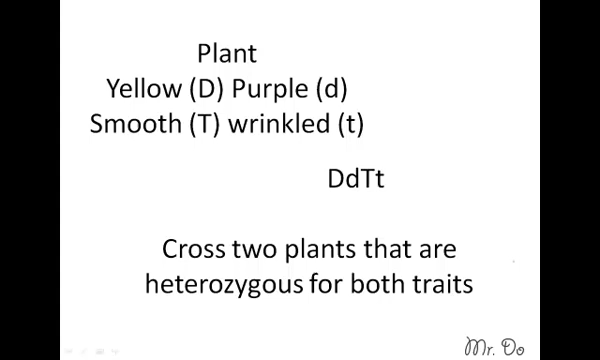 Plant
Yellow (D) Purple (d)
Smooth (T) wrinkled (t)
DdTt
Cross two plants that are
heterozygous for both traits
Mr. Do